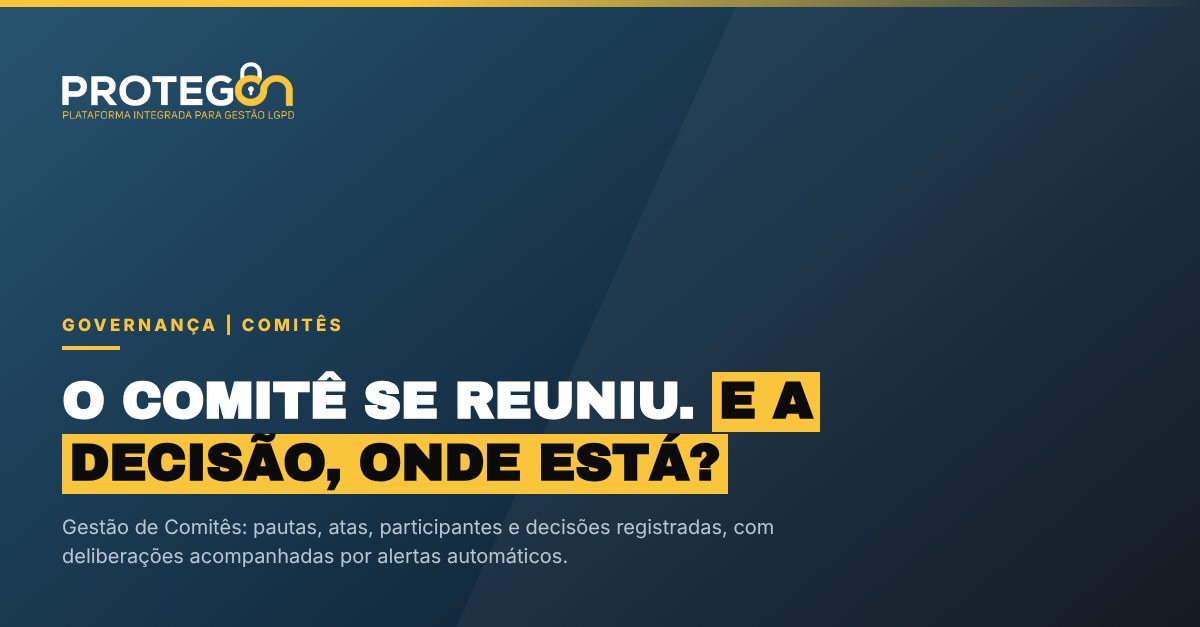 PROTEGON
PLATAFORMA INTEGRADA PARA GESTÃO LGPD
GOVERNANÇA | COMITÊS
O COMITÊ SE REUNIU. E A
DECISÃO, ONDE ESTÁ?
Gestão de Comitês: pautas, atas, participantes e decisões registradas, com
deliberações acompanhadas por alertas automáticos.